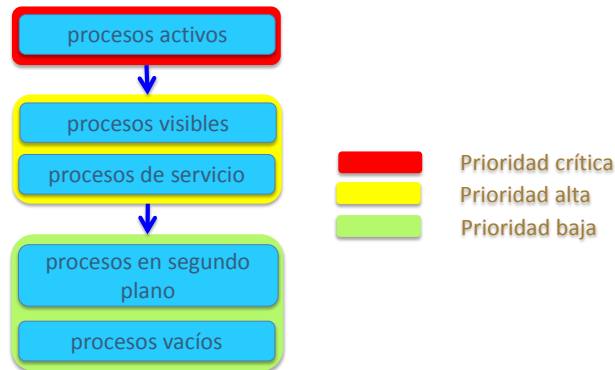 procesos activos
procesos visibles
procesos de servicio
procesos en segundo
plano
procesos vacíos
Prioridad crítica
Prioridad alta
Prioridad baja